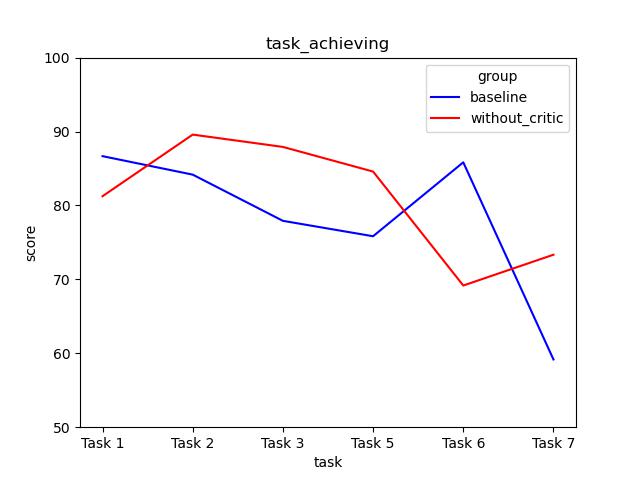 task_achieving
100
90
80
70
60
50
score
group
baseline
without_critic
Task 1 Task 2 Task 3 Task 5 Task 6 Task 7
task